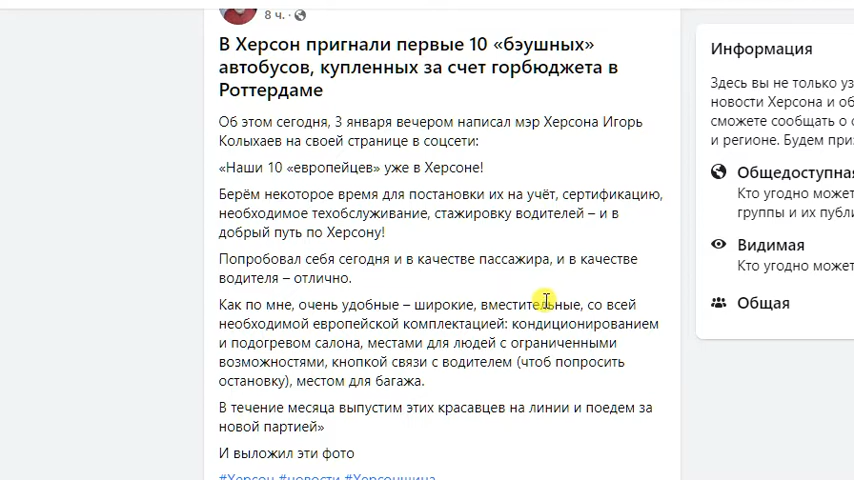 8 ч. ·
В Херсон пригнали первые 10 «бэушных»
автобусов, купленных за счет горбюджета в
Роттердаме
Об этом сегодня, 3 января вечером написал мэр Херсона Игорь
Колыхаев на своей странице в соцсети:
«Наши 10 «европейцев» уже в Херсоне!
Берём некоторое время для постановки их на учёт, сертификацию,
необходимое техобслуживание, стажировку водителей – и в
добрый путь по Херсону!
Попробовал себя сегодня и в качестве пассажира, и в качестве
водителя – отлично.
Как по мне, очень удобные – широкие, вместительные, со всей
необходимой европейской комплектацией: кондиционированием
и подогревом салона, местами для людей с ограниченными
возможностями, кнопкой связи с водителем (чтоб попросить
остановку), местом для багажа.
В течение месяца выпустим этих красавцев на линии и поедем за
новой партией»
И выложил эти фото
#Херсон #новости #Херсонщина
Информация
Здесь вы не только уз
новости Херсона и об
сможете сообщать о с
и регионе. Будем при
Общедоступная
Кто угодно может
группы и их публи
Видимая
Кто угодно может
Общая